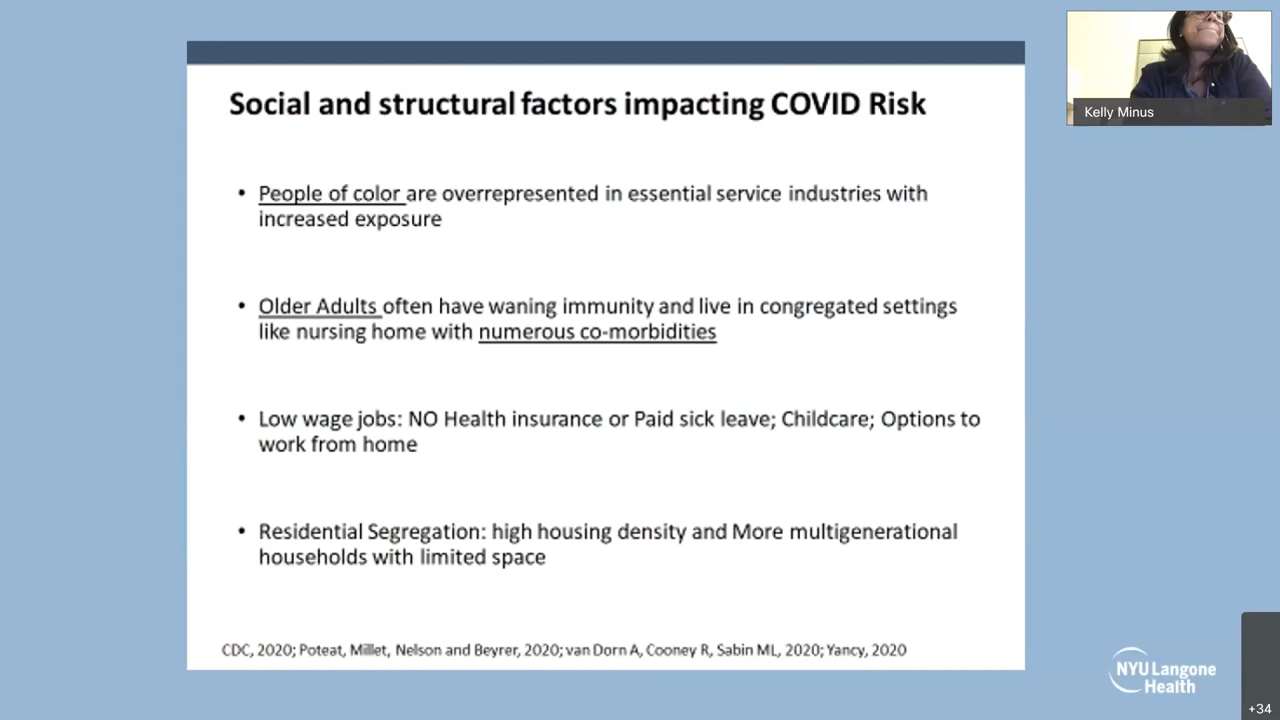 Social and structural factors impacting COVID Risk
• People of color are overrepresented in essential service industries with
increased exposure
• Older Adults often have waning immunity and live in congregated settings
like nursing home with numerous co-morbidities
• Low wage jobs: NO Health insurance or Paid sick leave; Childcare; Options to
work from home
• Residential Segregation: high housing density and More multigenerational
households with limited space
CDC, 2020; Poteat, Millet, Nelson and Beyrer, 2020; van Dorn A, Cooney R, Sabin ML, 2020; Yancy, 2020
Kelly Minus
NYU Langone
Health
+34